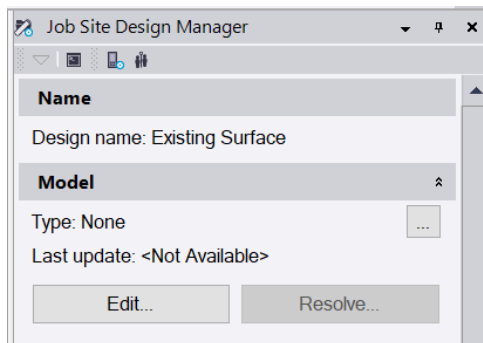 Job Site Design Manager
Name
Design name: Existing Surface
Model
Type: None
...
Last update: <Not Available>
Edit...
Resolve...